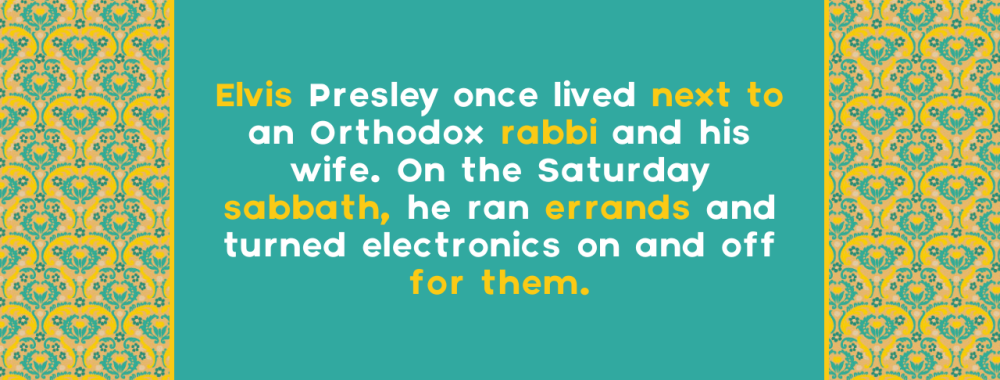 Elvis Presley once lived next to
an Orthodox rabbi and his
wife. On the Saturday
sabbath, he ran errands and
turned electronics on and off
for them.